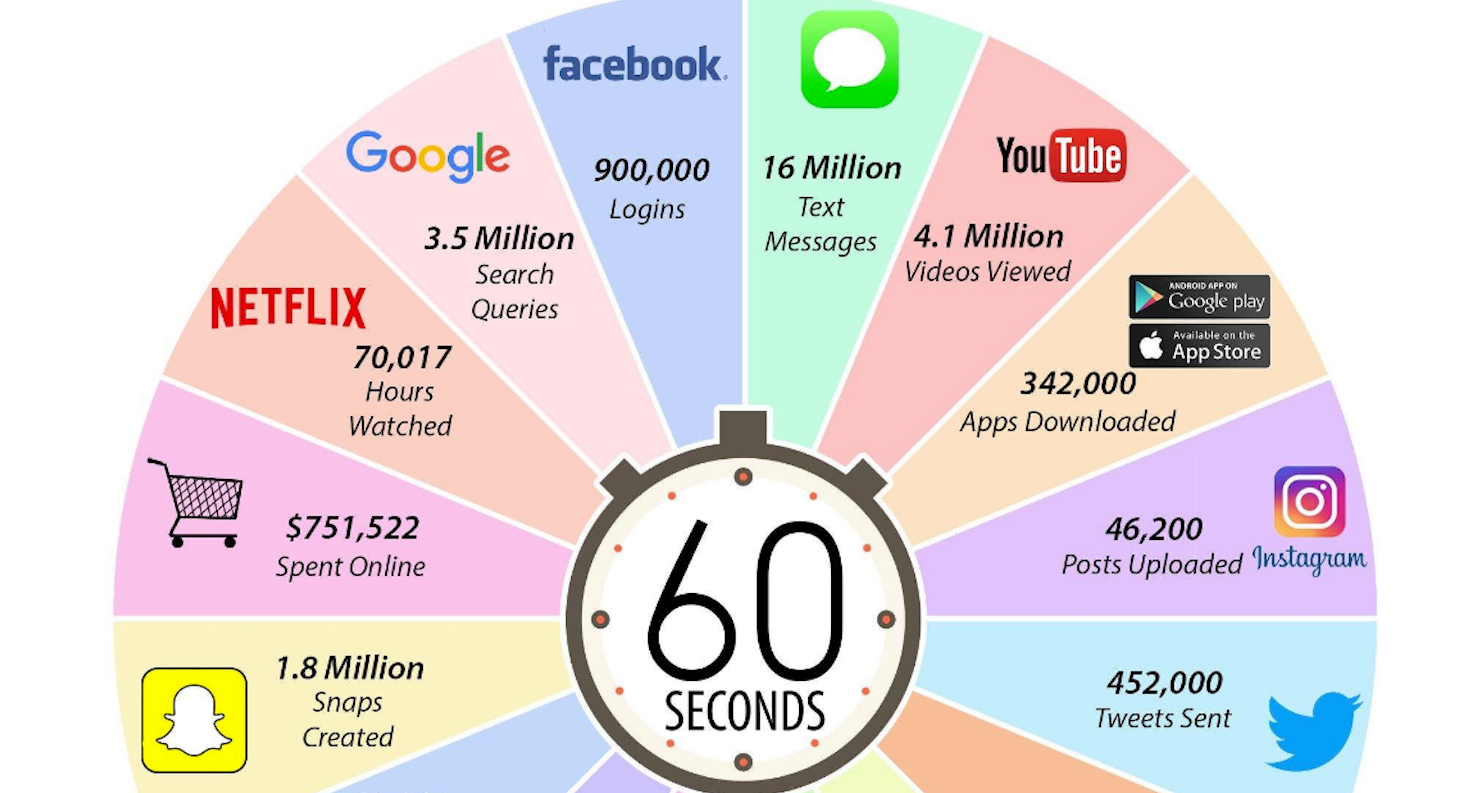 facebook
900,000
Logins
16 Million
Text
Messages
YouTube
4.1 Million
Videos Viewed
ANDROID APP ON
Google play
Available on the
App Store
342,000
Apps Downloaded
46,200
Posts Uploaded
Instagram
452,000
Tweets Sent
60
SECONDS
1.8 Million
Snaps
Created
$751,522
Spent Online
NETFLIX
70,017
Hours
Watched
Google
3.5 Million
Search
Queries